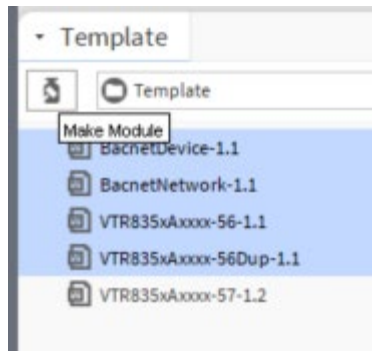 Template
Template
Make Module
BacnetDevice-1.1
BacnetNetwork-1.1
VTR835xAxxxx-56-1.1
VTR835xAxxxx-56Dup-1.1
VTR835xAxxxx-57-1.2